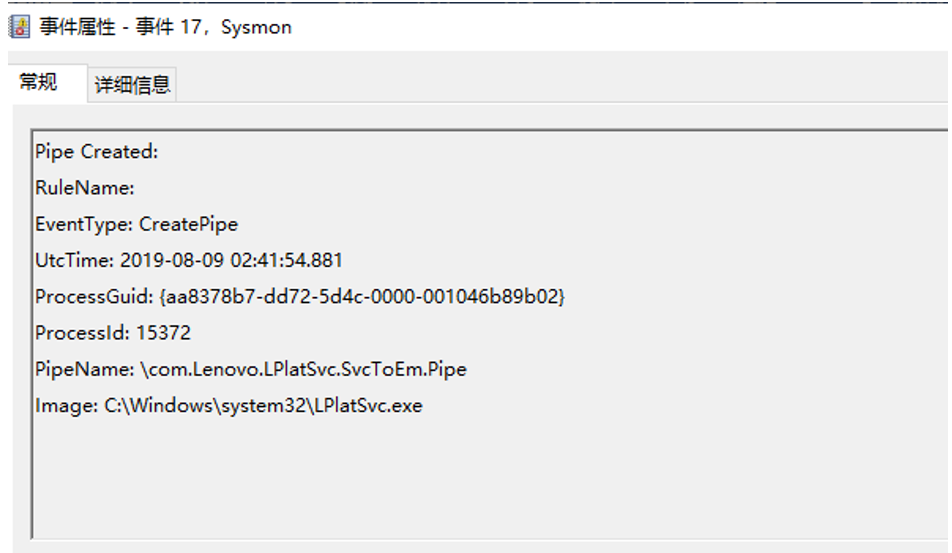 事件属性 - 事件 17，Sysmon
常规 详细信息
Pipe Created:
RuleName:
EventType: CreatePipe
UtcTime: 2019-08-09 02:41:54.881
ProcessGuid: {aa8378b7-dd72-5d4c-0000-001046b89b02}
ProcessId: 15372
PipeName: \com.Lenovo.LPlatSvc.SvcToEm.Pipe
Image: C:\Windows\system32\LPlatSvc.exe